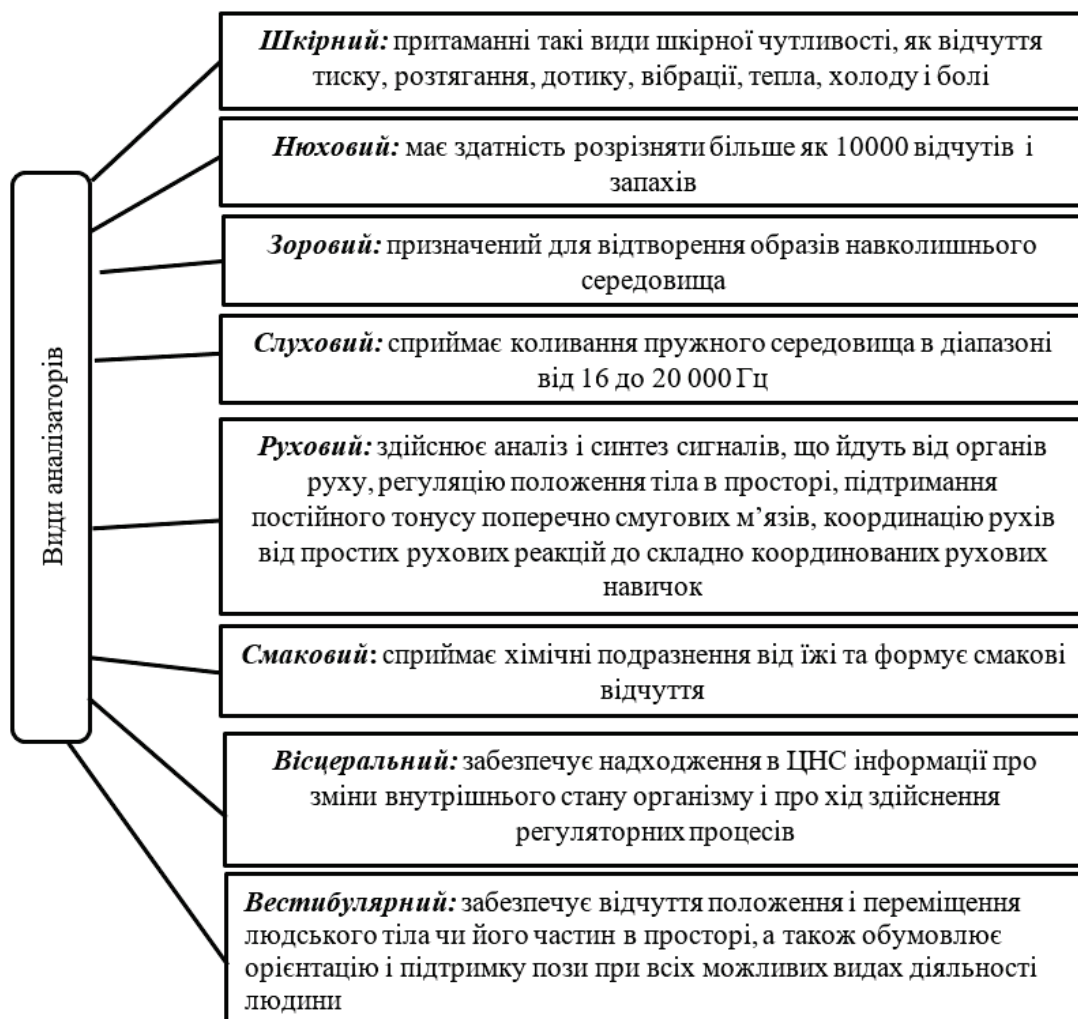 Види аналізаторів
Шкірний: притаманні такі види шкірної чутливості, як відчуття
тиску, розтягання, дотику, вібрації, тепла, холоду і болі
Нюховий: має здатність розрізняти більше як 10000 відчутів і
запахів
Зоровий: призначений для відтворення образів навколишнього
середовища
Слуховий: сприймає коливання пружного середовища в діапазоні
від 16 до 20 000 Гц
Руховий: здійснює аналіз і синтез сигналів, що йдуть від органів
руху, регуляцію положення тіла в просторі, підтримання
постійного тонусу поперечно смугових м’язів, координацію рухів
від простих рухових реакцій до складно координованих рухових
навичок
Смаковий: сприймає хімічні подразнення від їжі та формує смакові
відчуття
Вісцеральний: забезпечує надходження в ЦНС інформації про
зміни внутрішнього стану організму і про хід здійснення
регуляторних процесів
Вестибулярний: забезпечує відчуття положення і переміщення
людського тіла чи його частин в просторі, а також обумовлює
орієнтацію і підтримку пози при всіх можливих видах діяльності
людини